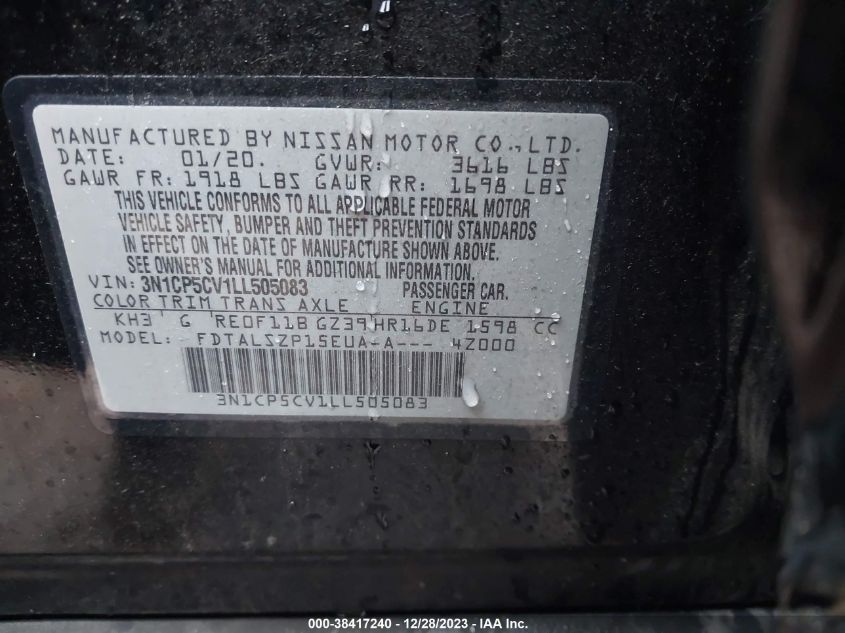 MANUFACTURED BY NISSAN MOTOR CO.,LTD.
DATE: 01/20. GVWR: 3616 LBS
GAWR FR: 1918 LBS GAWR RR: 1698 LBS
THIS VEHICLE CONFORMS TO ALL APPLICABLE FEDERAL MOTOR
VEHICLE SAFETY, BUMPER AND THEFT PREVENTION STANDARDS
IN EFFECT ON THE DATE OF MANUFACTURE SHOWN ABOVE.
SEE OWNER'S MANUAL FOR ADDITIONAL INFORMATION.
VIN: 3N1CP5CV1LL505083 PASSENGER CAR.
COLOR TRIM TRANS AXLE ENGINE
KH3 G RE0F11B GZ39 HR16DE 1598 CC
MODEL: FDTALSZP15EUA-A--- 4Z000
3N1CP5CV1LL505083
000-38417240 - 12/28/2023 - IAA Inc.